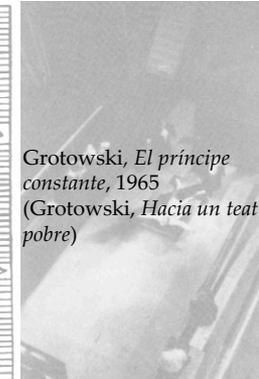 Grotowski, El príncipe
constante, 1965
(Grotowski, Hacia un teat
pobre)